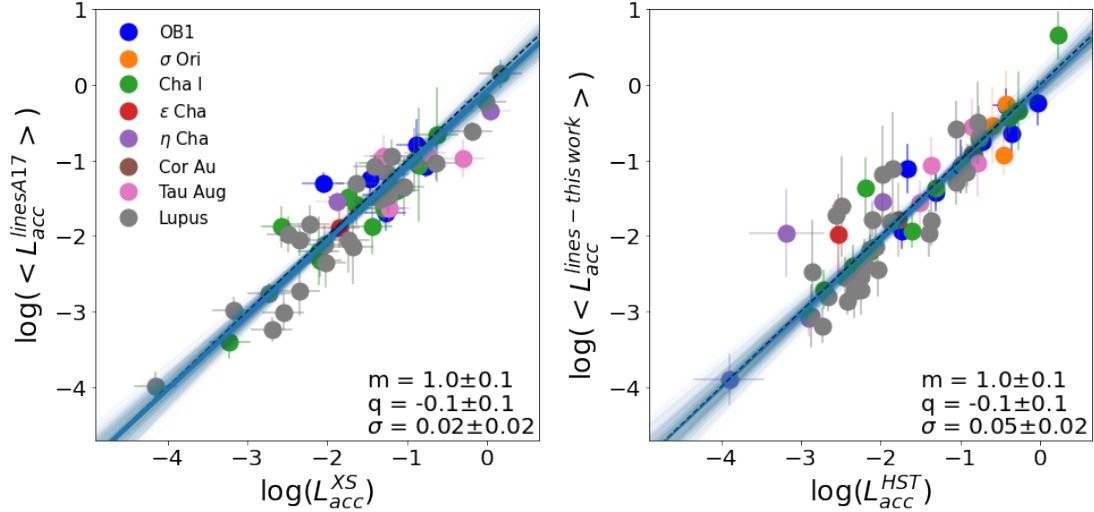 log(< L_acc^linesA17 >)
1
0
−1
−2
−3
−4
OB1
σ Ori
Cha I
ε Cha
η Cha
Cor Au
Tau Aug
Lupus
m = 1.0±0.1
q = -0.1±0.1
σ = 0.02±0.02
−4
−3
−2
−1
0
log(L_acc^XS)
log(< L_acc^lines−this work >)
1
0
−1
−2
−3
−4
m = 1.0±0.1
q = -0.1±0.1
σ = 0.05±0.02
−4
−3
−2
−1
0
log(L_acc^HST)